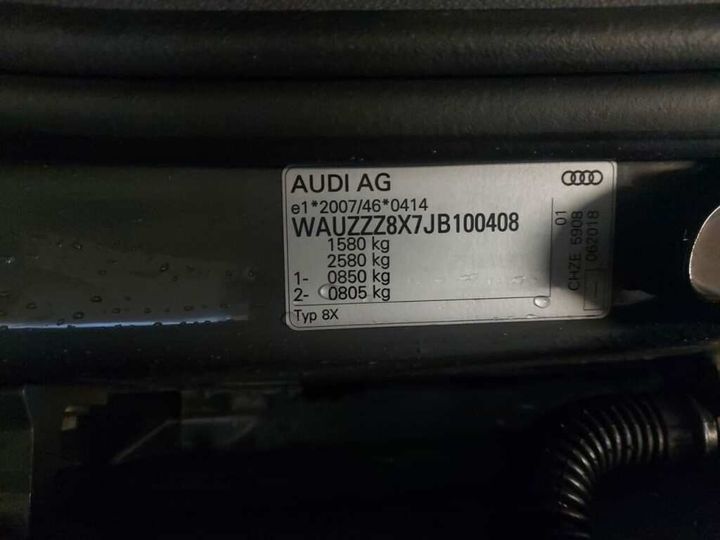 AUDI AG
e1*2007/46*0414
WAUZZZ8X7JB100408
1580 kg
2580 kg
1- 0850 kg
2- 0805 kg
Typ 8X
01
CHZE 5908
062018